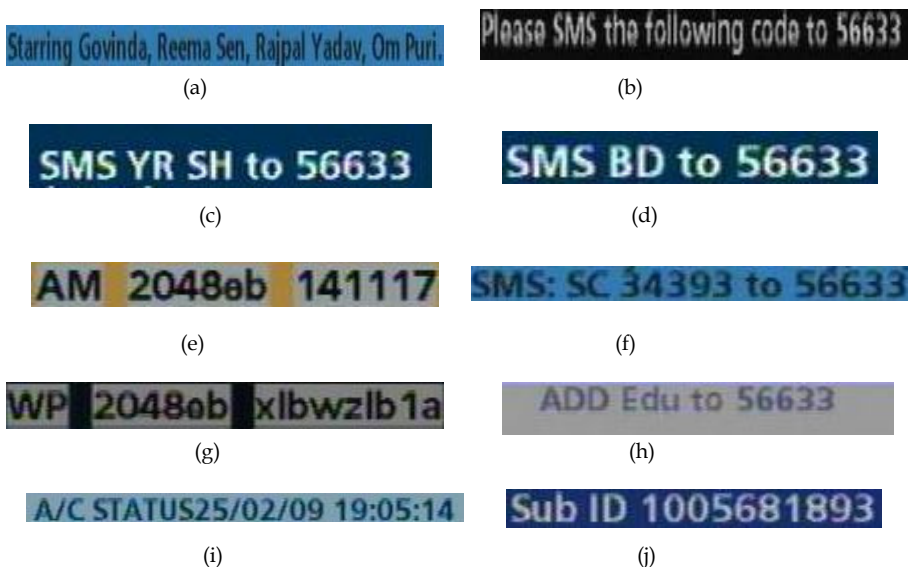 Starring Govinda, Reema Sen, Rajpal Yadav, Om Puri.
(a)
Please SMS the following code to 56633
(b)
SMS YR SH to 56633
(c)
SMS BD to 56633
(d)
AM 2048eb 141117
(e)
SMS: SC 34393 to 56633
(f)
WP 2048eb xlbwzlb1a
(g)
ADD Edu to 56633
(h)
A/C STATUS25/02/09 19:05:14
(i)
Sub ID 1005681893
(j)